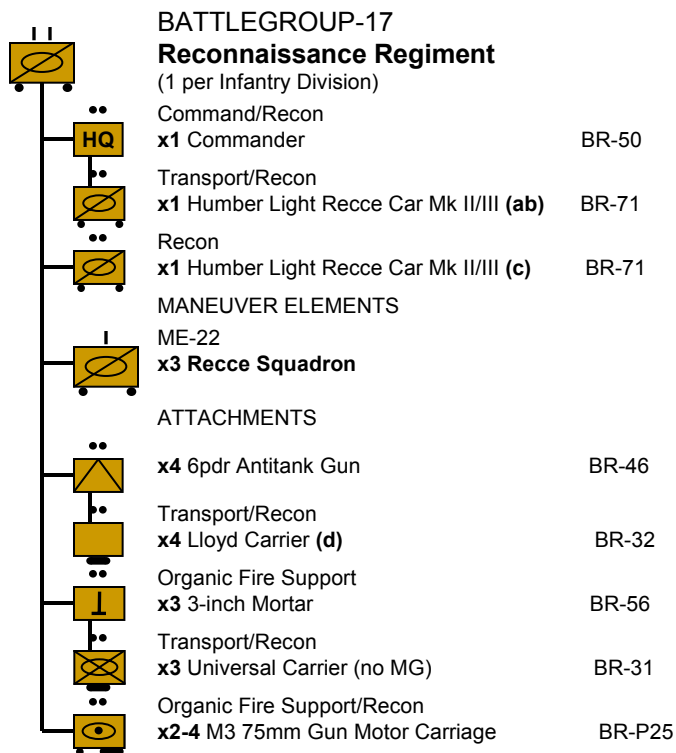 BATTLEGROUP-17
Reconnaissance Regiment
(1 per Infantry Division)
Command/Recon
HQ x1 Commander BR-50
Transport/Recon
x1 Humber Light Recce Car Mk II/III (ab) BR-71
Recon
x1 Humber Light Recce Car Mk II/III (c) BR-71
MANEUVER ELEMENTS
ME-22
x3 Recce Squadron
ATTACHMENTS
x4 6pdr Antitank Gun BR-46
Transport/Recon
x4 Lloyd Carrier (d) BR-32
Organic Fire Support
x3 3-inch Mortar BR-56
Transport/Recon
x3 Universal Carrier (no MG) BR-31
Organic Fire Support/Recon
x2-4 M3 75mm Gun Motor Carriage BR-P25